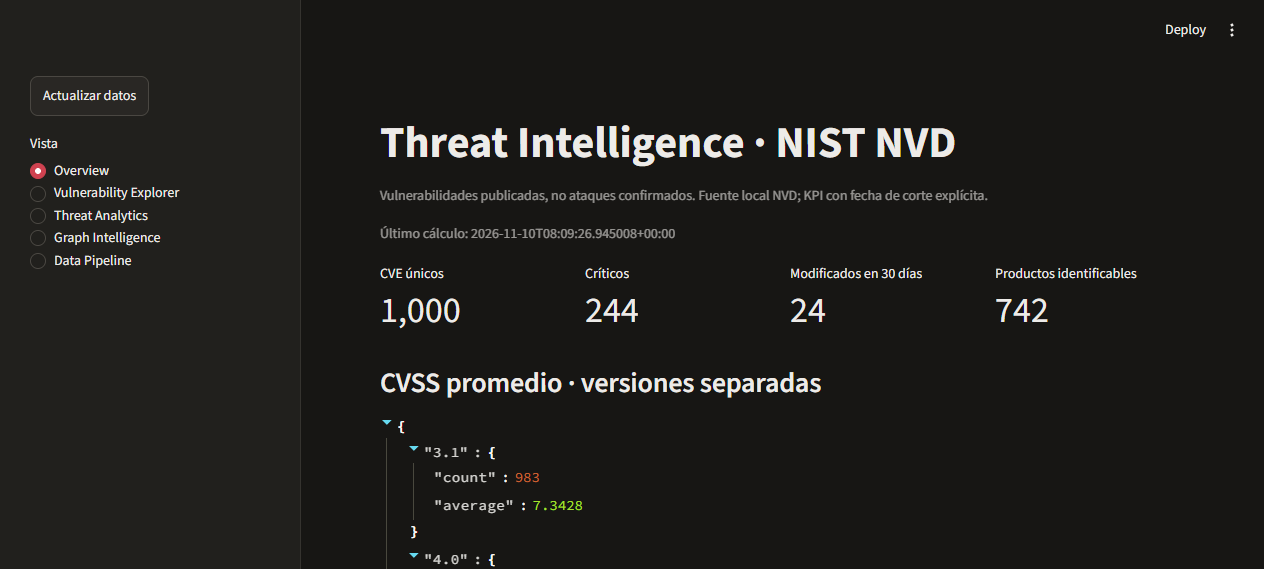 Deploy
Actualizar datos
Vista
Overview
Vulnerability Explorer
Threat Analytics
Graph Intelligence
Data Pipeline
Threat Intelligence · NIST NVD
Vulnerabilidades publicadas, no ataques confirmados. Fuente local NVD; KPI con fecha de corte explícita.
Último cálculo: 2026-11-10T08:09:26.945008+00:00
CVE únicos Críticos Modificados en 30 días Productos identificables
1,000 244 24 742
CVSS promedio · versiones separadas
{
"3.1" : {
"count" : 983
"average" : 7.3428
}
"4.0" : {